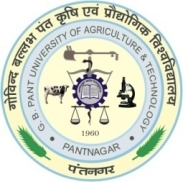 गोविन्द बल्लभ पंत कृषि एवं प्रौद्योगिक विश्वविद्यालय
G. B. PANT UNIVERSITY OF AGRICULTURE & TECHNOLOGY
1960
PANTNAGAR
पंतनगर